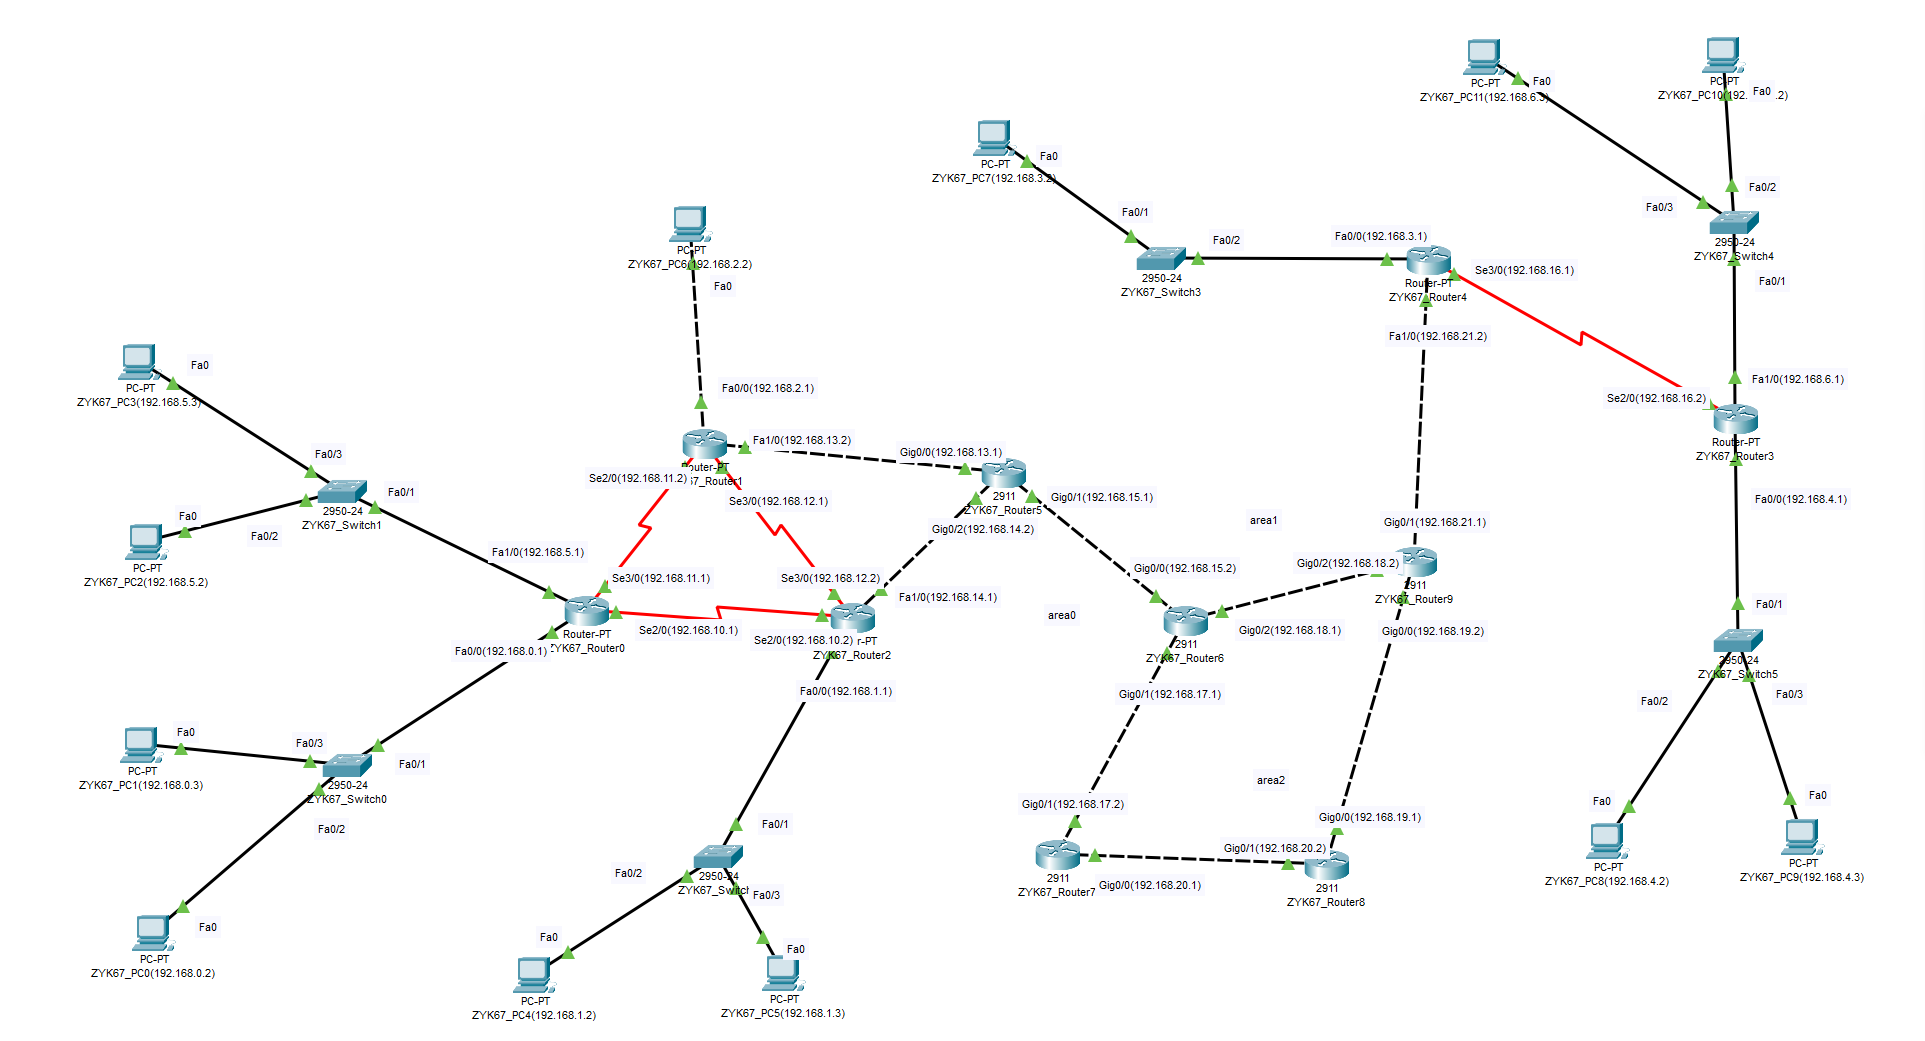 PC-PT
ZYK67_PC11(192.168.6.3)
Fa0
PC-PT
ZYK67_PC10(192. .2)
Fa0
Fa0/2
Fa0/3
2950-24
ZYK67_Switch4
Fa0/1
PC-PT
ZYK67_PC7(192.168.3.2)
Fa0
Fa0/1
2950-24
ZYK67_Switch3
Fa0/2
Fa0/0(192.168.3.1)
Router-PT
ZYK67_Router4
Se3/0(192.168.16.1)
Fa1/0(192.168.21.2)
Fa1/0(192.168.6.1)
Se2/0(192.168.16.2)
Router-PT
ZYK67_Router3
Fa0/0(192.168.4.1)
PC-PT
ZYK67_PC6(192.168.2.2)
Fa0
Fa0/0(192.168.2.1)
Fa1/0(192.168.13.2)
Se2/0(192.168.11.2)
Se3/0(192.168.12.1)
Gig0/0(192.168.13.1)
2911
ZYK67_Router5
Gig0/1(192.168.15.1)
Gig0/2(192.168.14.2)
PC-PT
ZYK67_PC3(192.168.5.3)
Fa0
Fa0/3
2950-24
ZYK67_Switch1
Fa0/1
Fa0
Fa0/2
PC-PT
ZYK67_PC2(192.168.5.2)
Fa1/0(192.168.5.1)
Se3/0(192.168.11.1)
Router-PT
ZYK67_Router0
Se2/0(192.168.10.1)
Fa0/0(192.168.0.1)
Se3/0(192.168.12.2)
Fa1/0(192.168.14.1)
Se2/0(192.168.10.2)
r-PT
ZYK67_Router2
Fa0/0(192.168.1.1)
area1
area0
Gig0/0(192.168.15.2)
2911
ZYK67_Router6
Gig0/2(192.168.18.1)
Gig0/1(192.168.17.1)
Gig0/1(192.168.21.1)
Gig0/2(192.168.18.2)
2911
ZYK67_Router9
Gig0/0(192.168.19.2)
area2
Gig0/1(192.168.17.2)
2911
ZYK67_Router7
Gig0/0(192.168.20.1)
Gig0/0(192.168.19.1)
Gig0/1(192.168.20.2)
2911
ZYK67_Router8
Fa0/1
2950-24
ZYK67_Switch5
Fa0/2
Fa0/3
Fa0
PC-PT
ZYK67_PC8(192.168.4.2)
Fa0
PC-PT
ZYK67_PC9(192.168.4.3)
Fa0
PC-PT
ZYK67_PC1(192.168.0.3)
Fa0/3
2950-24
ZYK67_Switch0
Fa0/1
Fa0/2
Fa0
PC-PT
ZYK67_PC0(192.168.0.2)
Fa0/1
Fa0/2
2950-24
ZYK67_Switch
Fa0/3
Fa0
PC-PT
ZYK67_PC4(192.168.1.2)
Fa0
PC-PT
ZYK67_PC5(192.168.1.3)